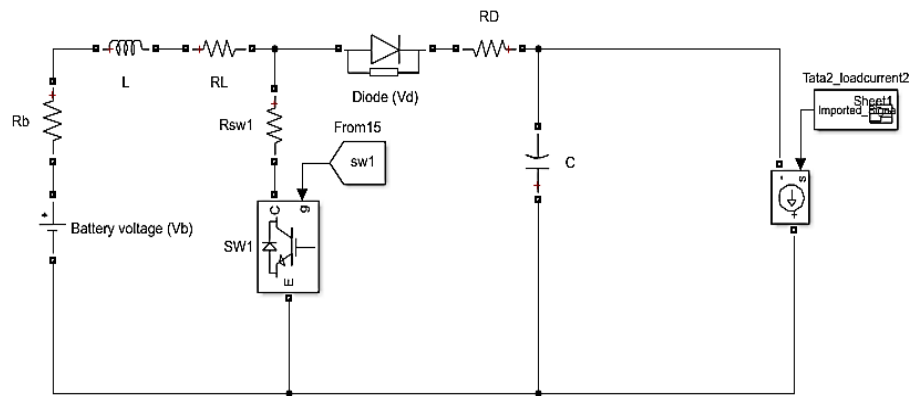 RD
L
RL
Tata2_loadcurrent2
Diode (Vd)
Sheet1
Rb
Rsw1
From15
sw1
C
C
g
s
Battery voltage (Vb)
SW1
E